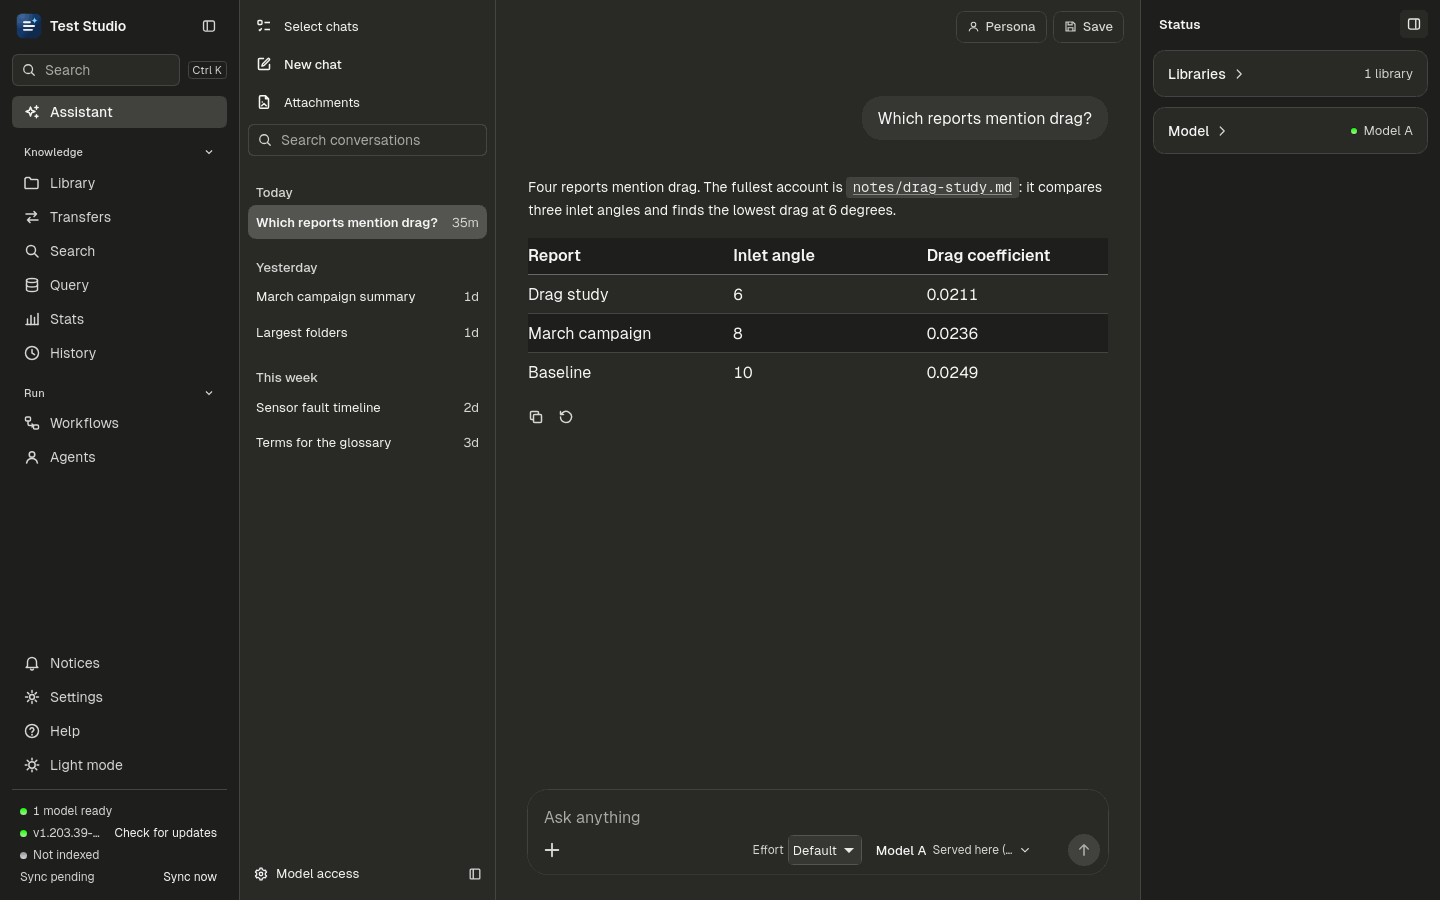 Test Studio
Search
Ctrl K
Assistant
Knowledge
Library
Transfers
Search
Query
Stats
History
Run
Workflows
Agents
Notices
Settings
Help
Light mode
1 model ready
v1.203.39-... Check for updates
Not indexed
Sync pending Sync now
Select chats
New chat
Attachments
Search conversations
Today
Which reports mention drag? 35m
Yesterday
March campaign summary 1d
Largest folders 1d
This week
Sensor fault timeline 2d
Terms for the glossary 3d
Model access
Persona Save
Which reports mention drag?
Four reports mention drag. The fullest account is notes/drag-study.md : it compares
three inlet angles and finds the lowest drag at 6 degrees.
Report Inlet angle Drag coefficient
Drag study 6 0.0211
March campaign 8 0.0236
Baseline 10 0.0249
Ask anything
Effort Default Model A Served here (...
Status
Libraries 1 library
Model Model A